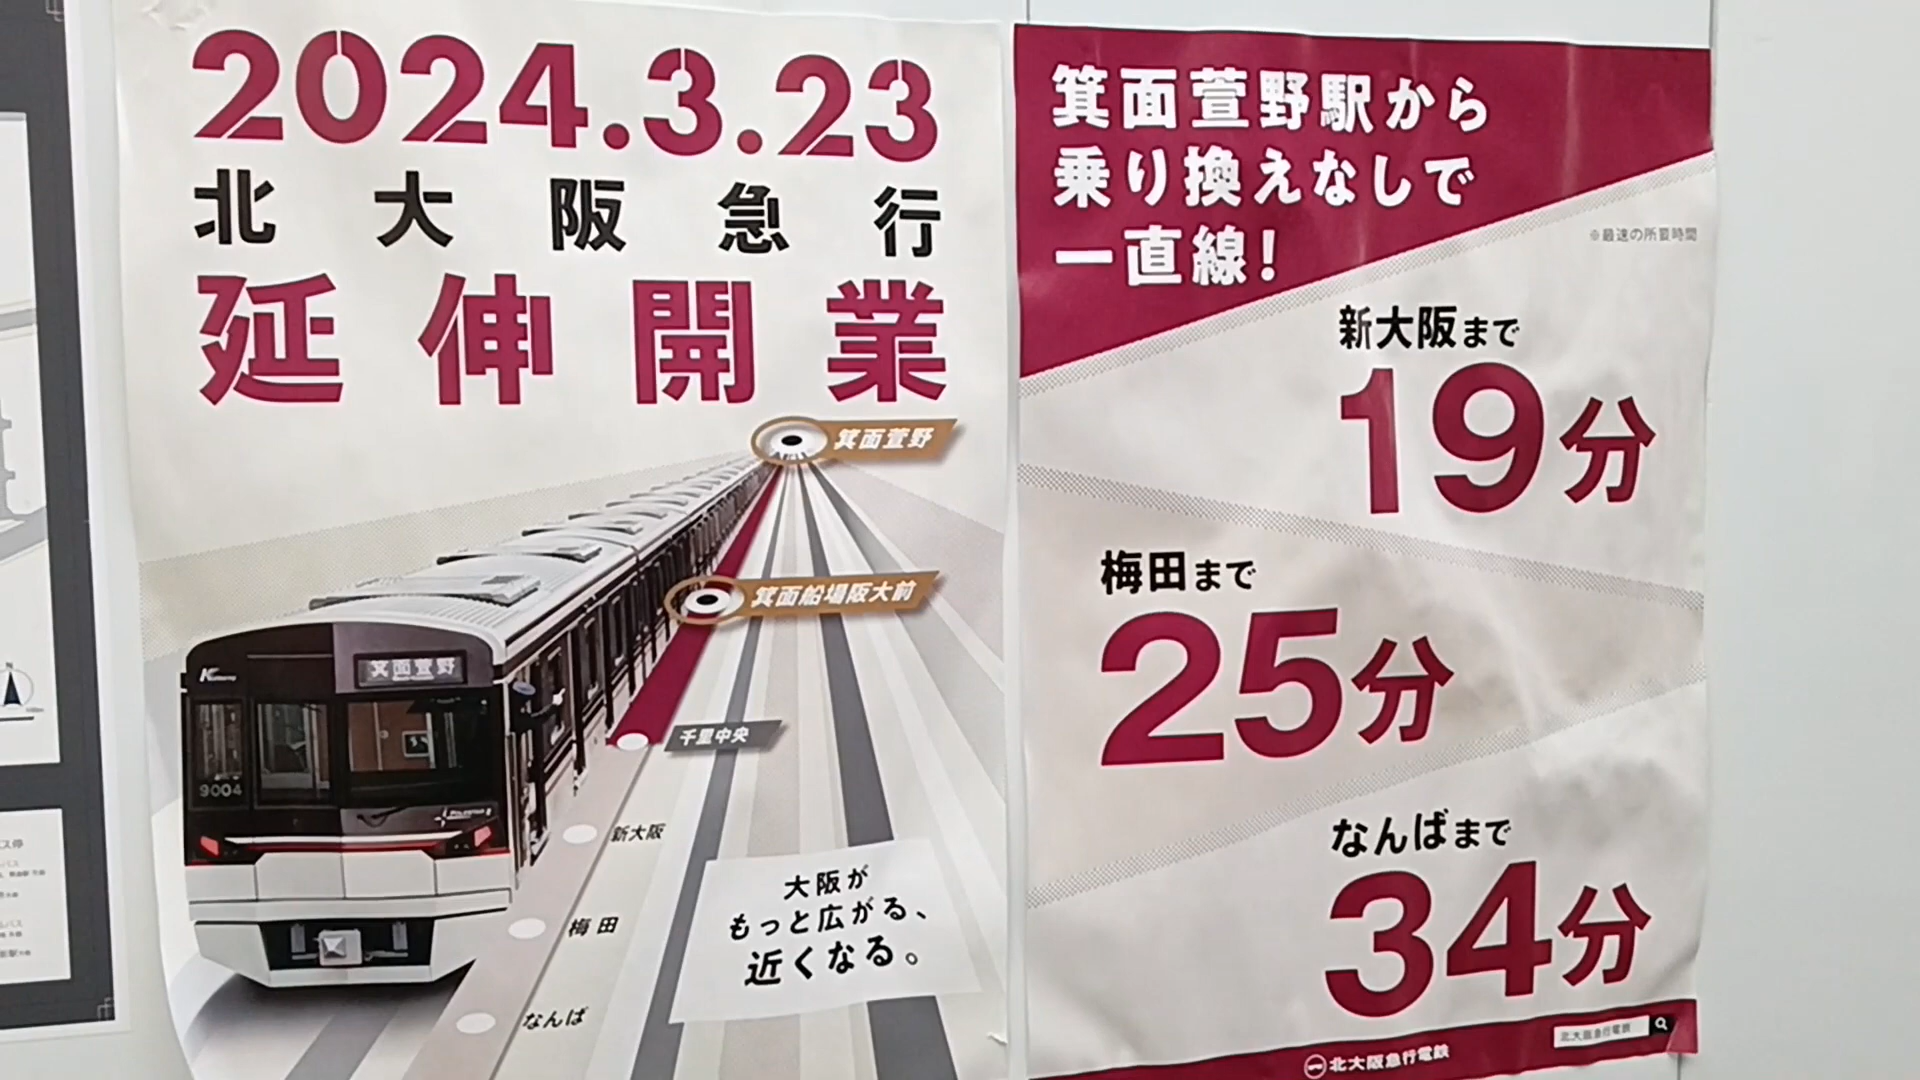 2024.3.23
北大阪急行
延伸開業
箕面萱野
箕面船場阪大前
箕面萱野
9004
千里中央
新大阪
梅田
なんば
大阪が
もっと広がる、
近くなる。
箕面萱野駅から
乗り換えなしで
一直線!
※最速の所要時間
新大阪まで
19分
梅田まで
25分
なんばまで
34分
北大阪急行電鉄
北大阪急行電鉄
N